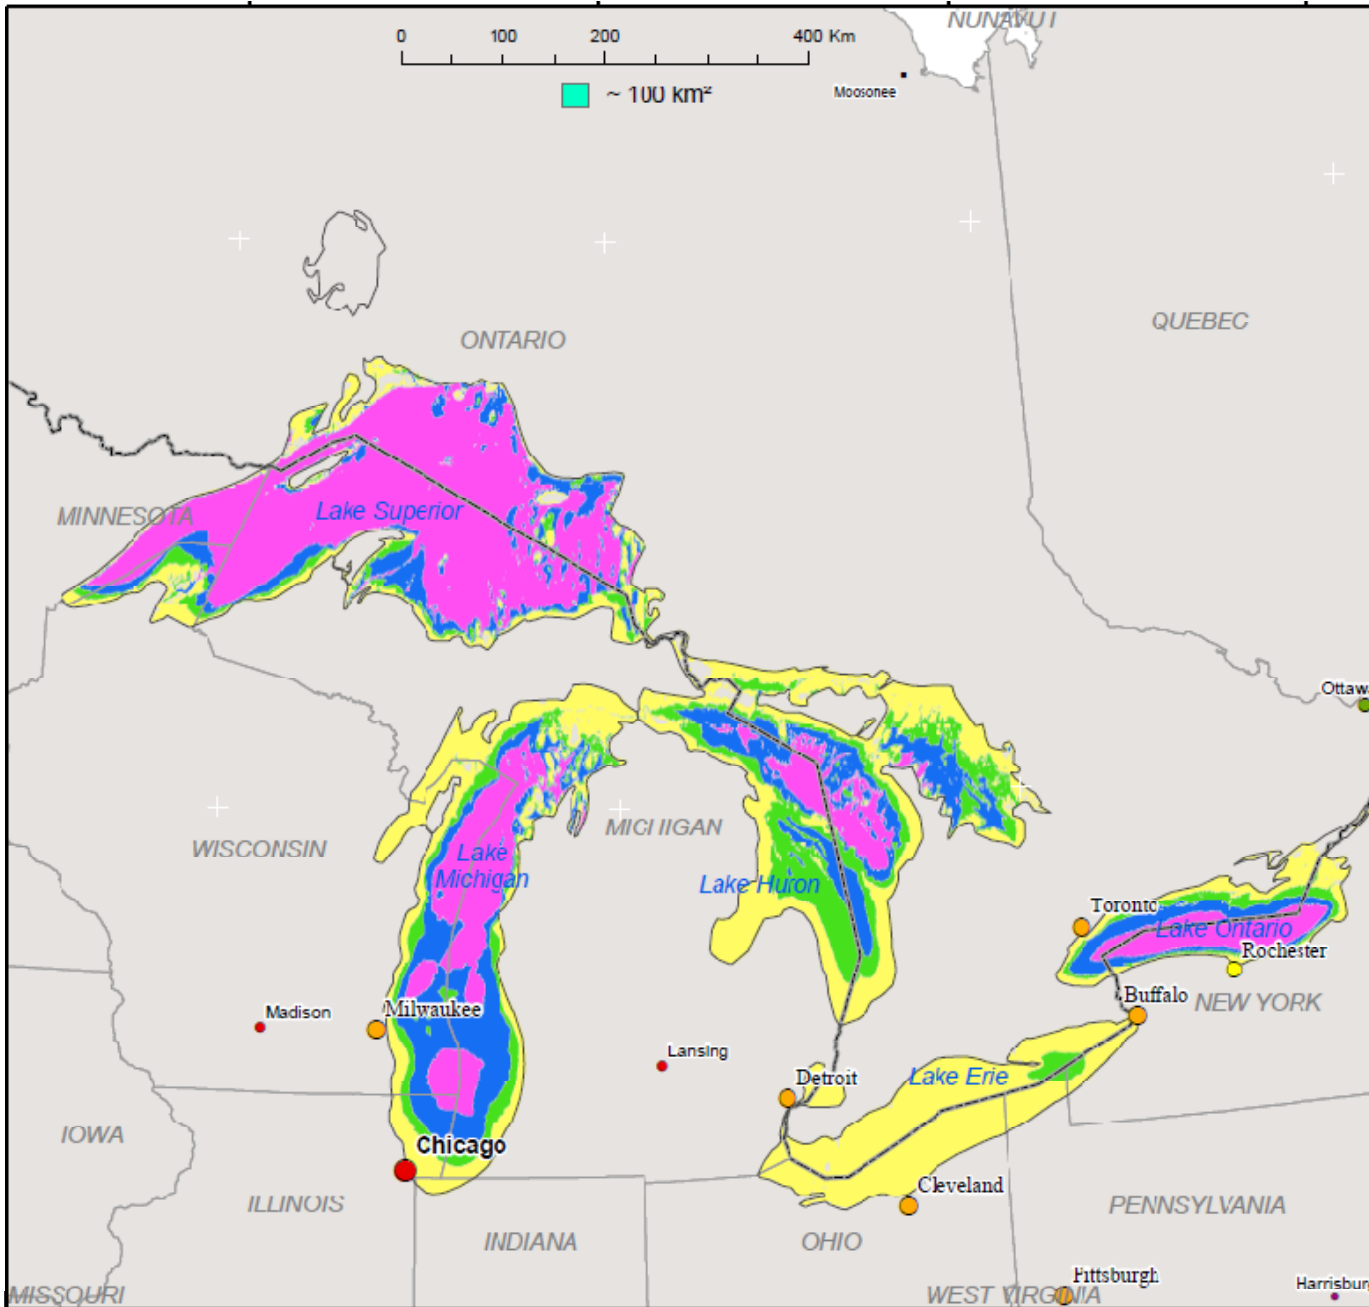 NUNAVUT
0 100 200 400 Km
~ 100 km²
Moosonee
QUEBEC
ONTARIO
MINNESOTA
Lake Superior
Ottaw
MICHIGAN
WISCONSIN
Lake
Michigan
Lake Huron
Toronto
Lake Ontario
Rochester
Buffalo
NEW YORK
Madison
Milwaukee
Lansing
Detroit
Lake Erie
IOWA
Chicago
Cleveland
ILLINOIS
PENNSYLVANIA
INDIANA
OHIO
Pittsburgh
Harrisburg
MISSOURI
WEST VIRGINIA